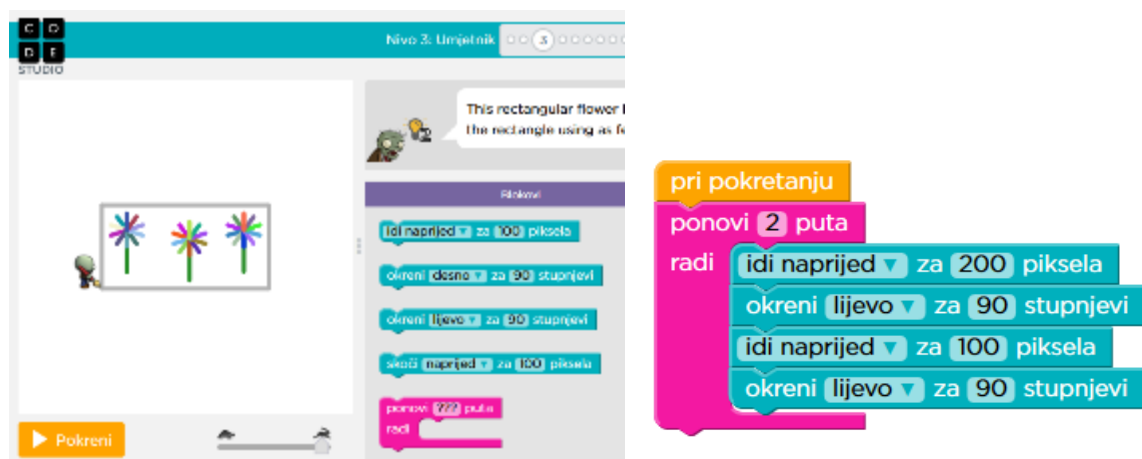 C O
D E
STUDIO
Nivo 3: Umjetnik
3
This rectangular flower
the rectangle using as
Blokovi
idi naprijed za 100 piksela
okreni desno za 90 stupnjevi
okreni lijevo za 90 stupnjevi
skoči naprijed za 100 piksela
ponovi ??? puta
radi
Pokreni
pri pokretanju
ponovi 2 puta
radi
idi naprijed za 200 piksela
okreni lijevo za 90 stupnjevi
idi naprijed za 100 piksela
okreni lijevo za 90 stupnjevi